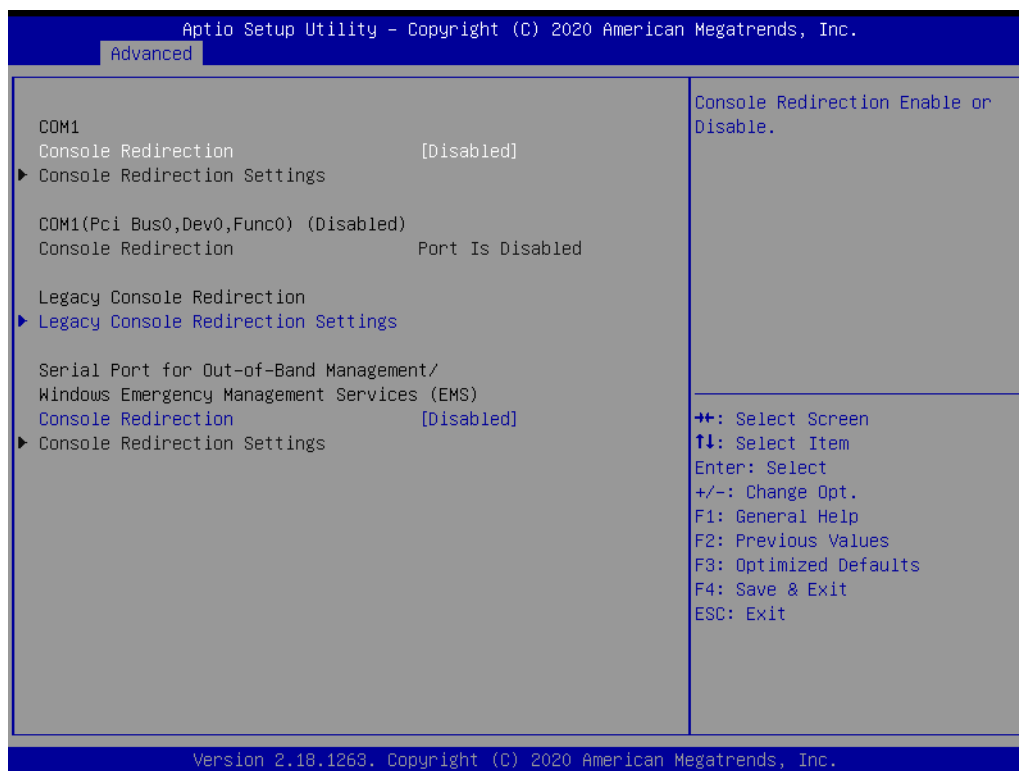 Aptio Setup Utility – Copyright (C) 2020 American Megatrends, Inc.
Advanced
COM1
Console Redirection [Disabled]
▶ Console Redirection Settings
COM1(Pci Bus0,Dev0,Func0) (Disabled)
Console Redirection Port Is Disabled
Legacy Console Redirection
▶ Legacy Console Redirection Settings
Serial Port for Out-of-Band Management/
Windows Emergency Management Services (EMS)
Console Redirection [Disabled]
▶ Console Redirection Settings
Console Redirection Enable or
Disable.
→←: Select Screen
↑↓: Select Item
Enter: Select
+/-: Change Opt.
F1: General Help
F2: Previous Values
F3: Optimized Defaults
F4: Save & Exit
ESC: Exit
Version 2.18.1263. Copyright (C) 2020 American Megatrends, Inc.